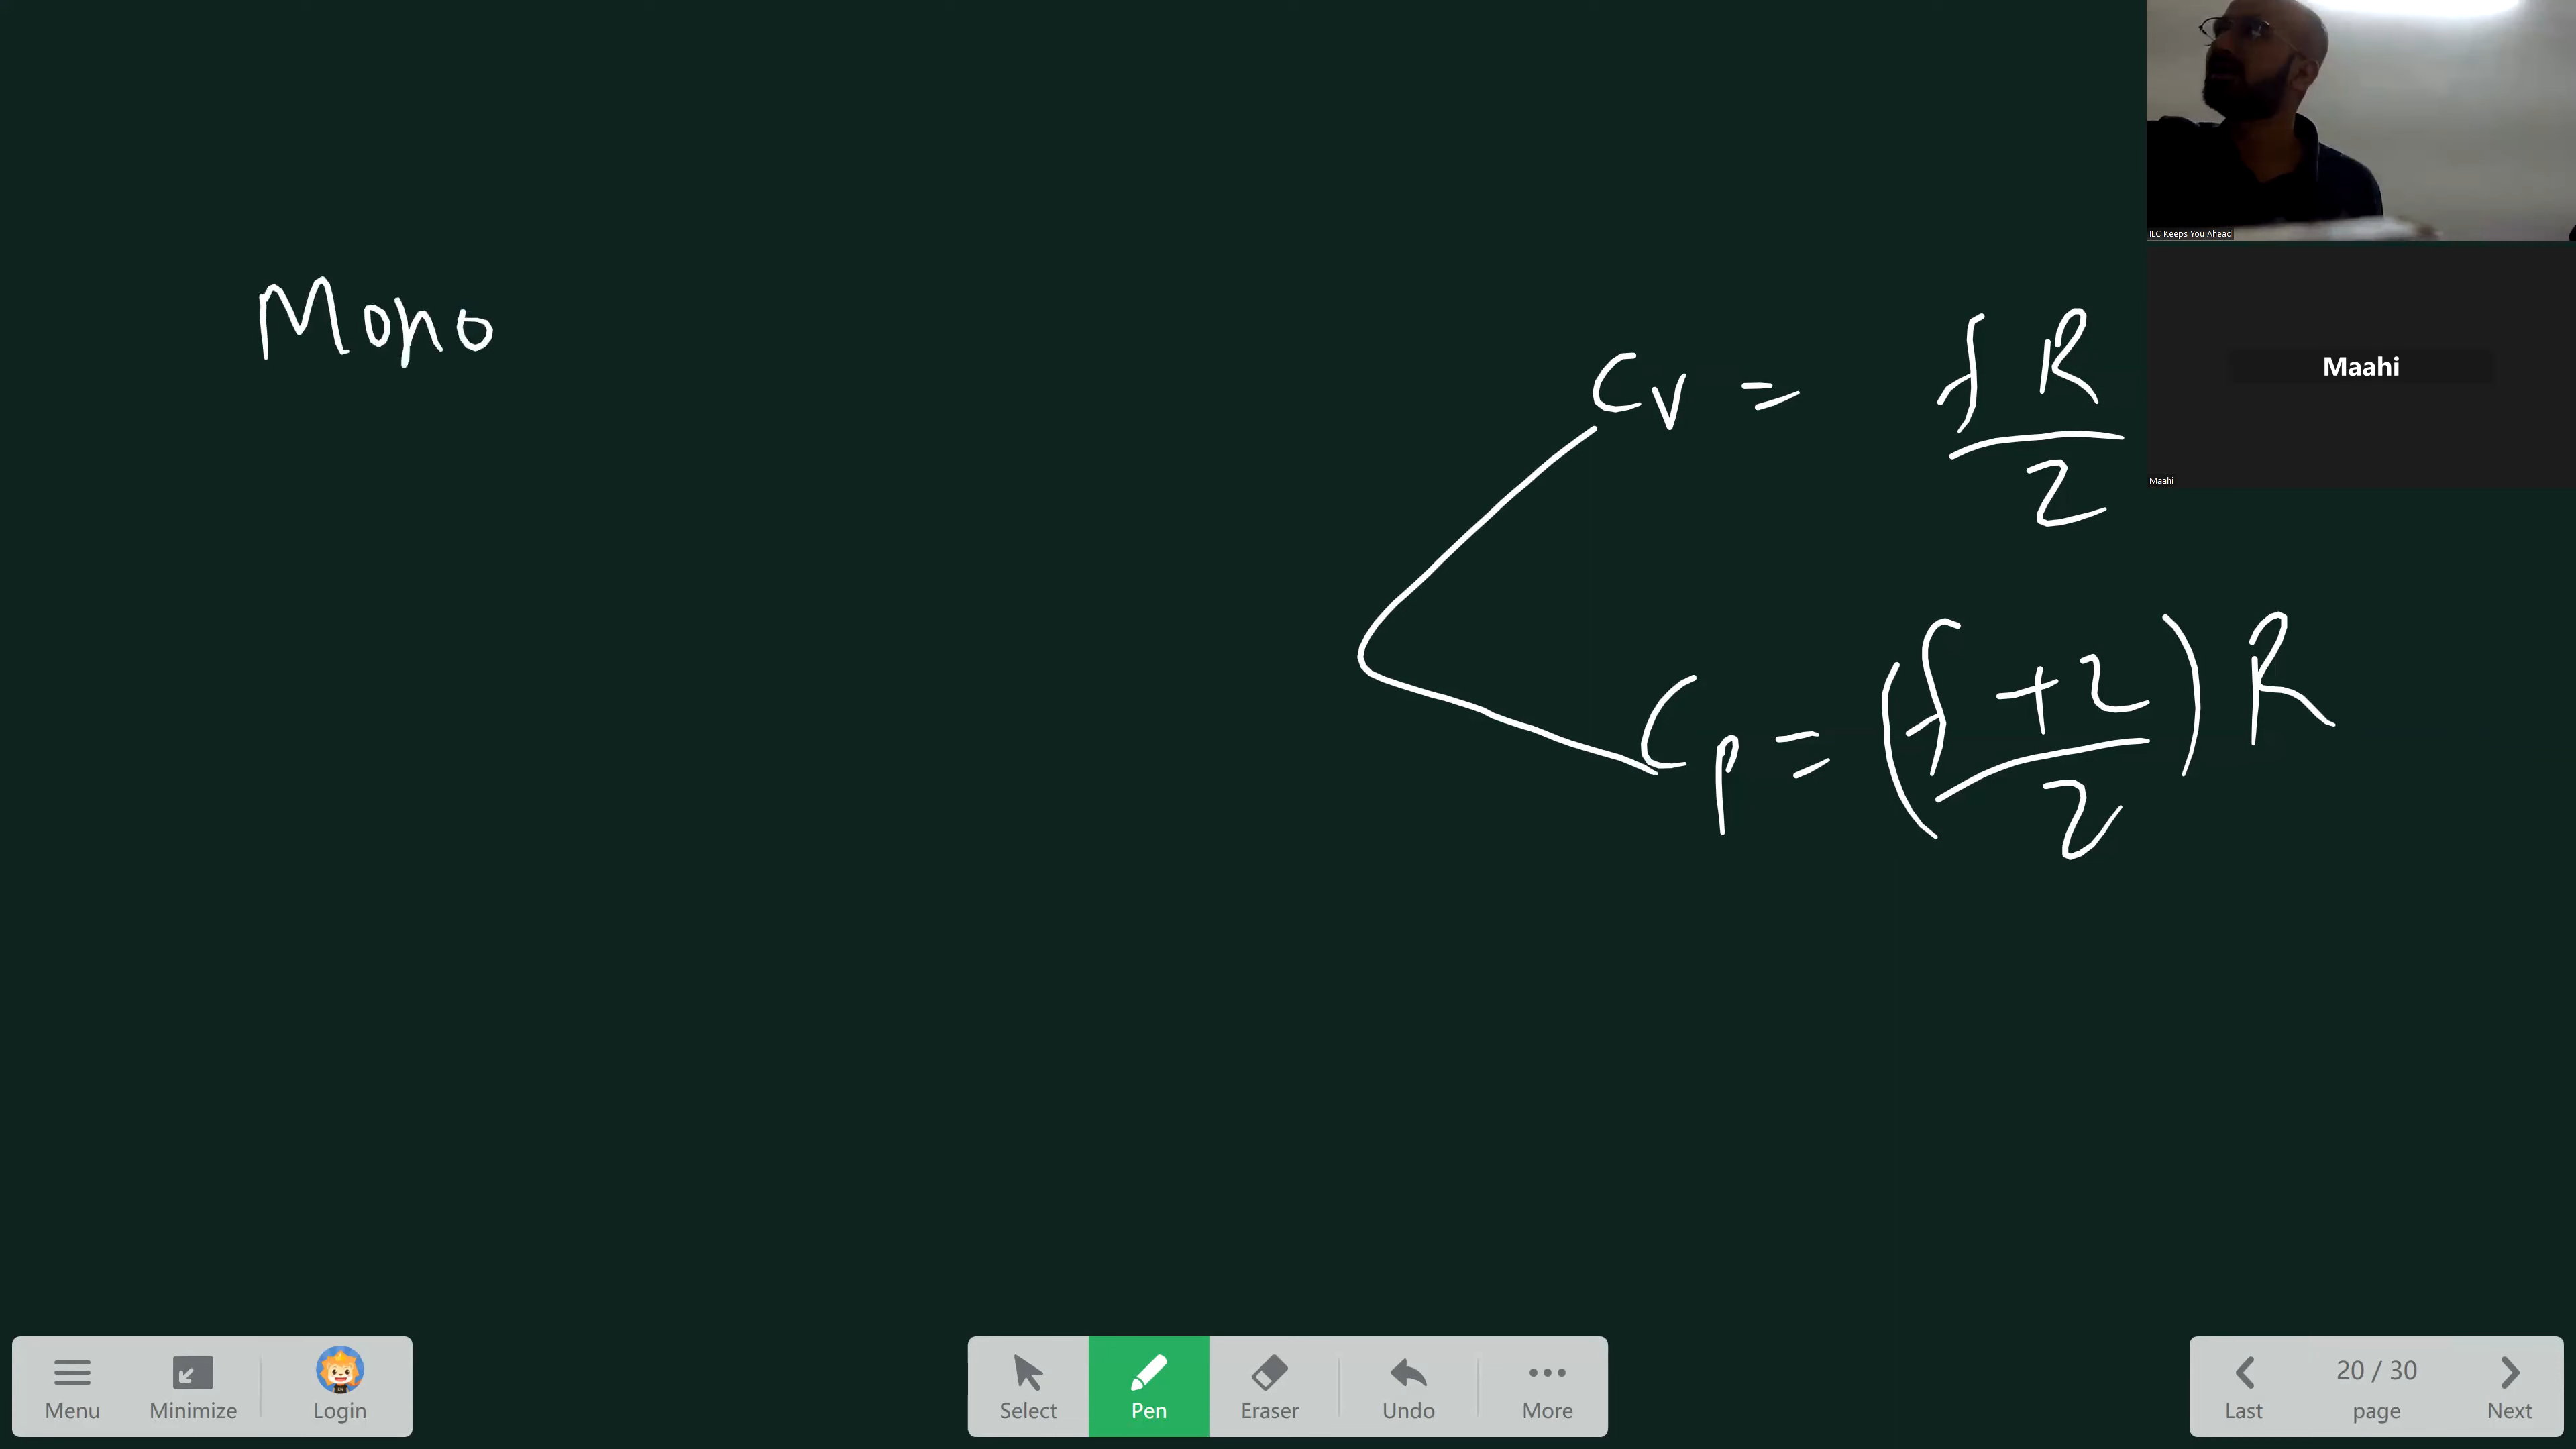 ILC Keeps You Ahead
Mono
Cv = fR/2
Maahi
Maahi
Cp = (f+2/2) R
Menu
Minimize
Login
Select
Pen
Eraser
Undo
More
Last
20 / 30
page
Next